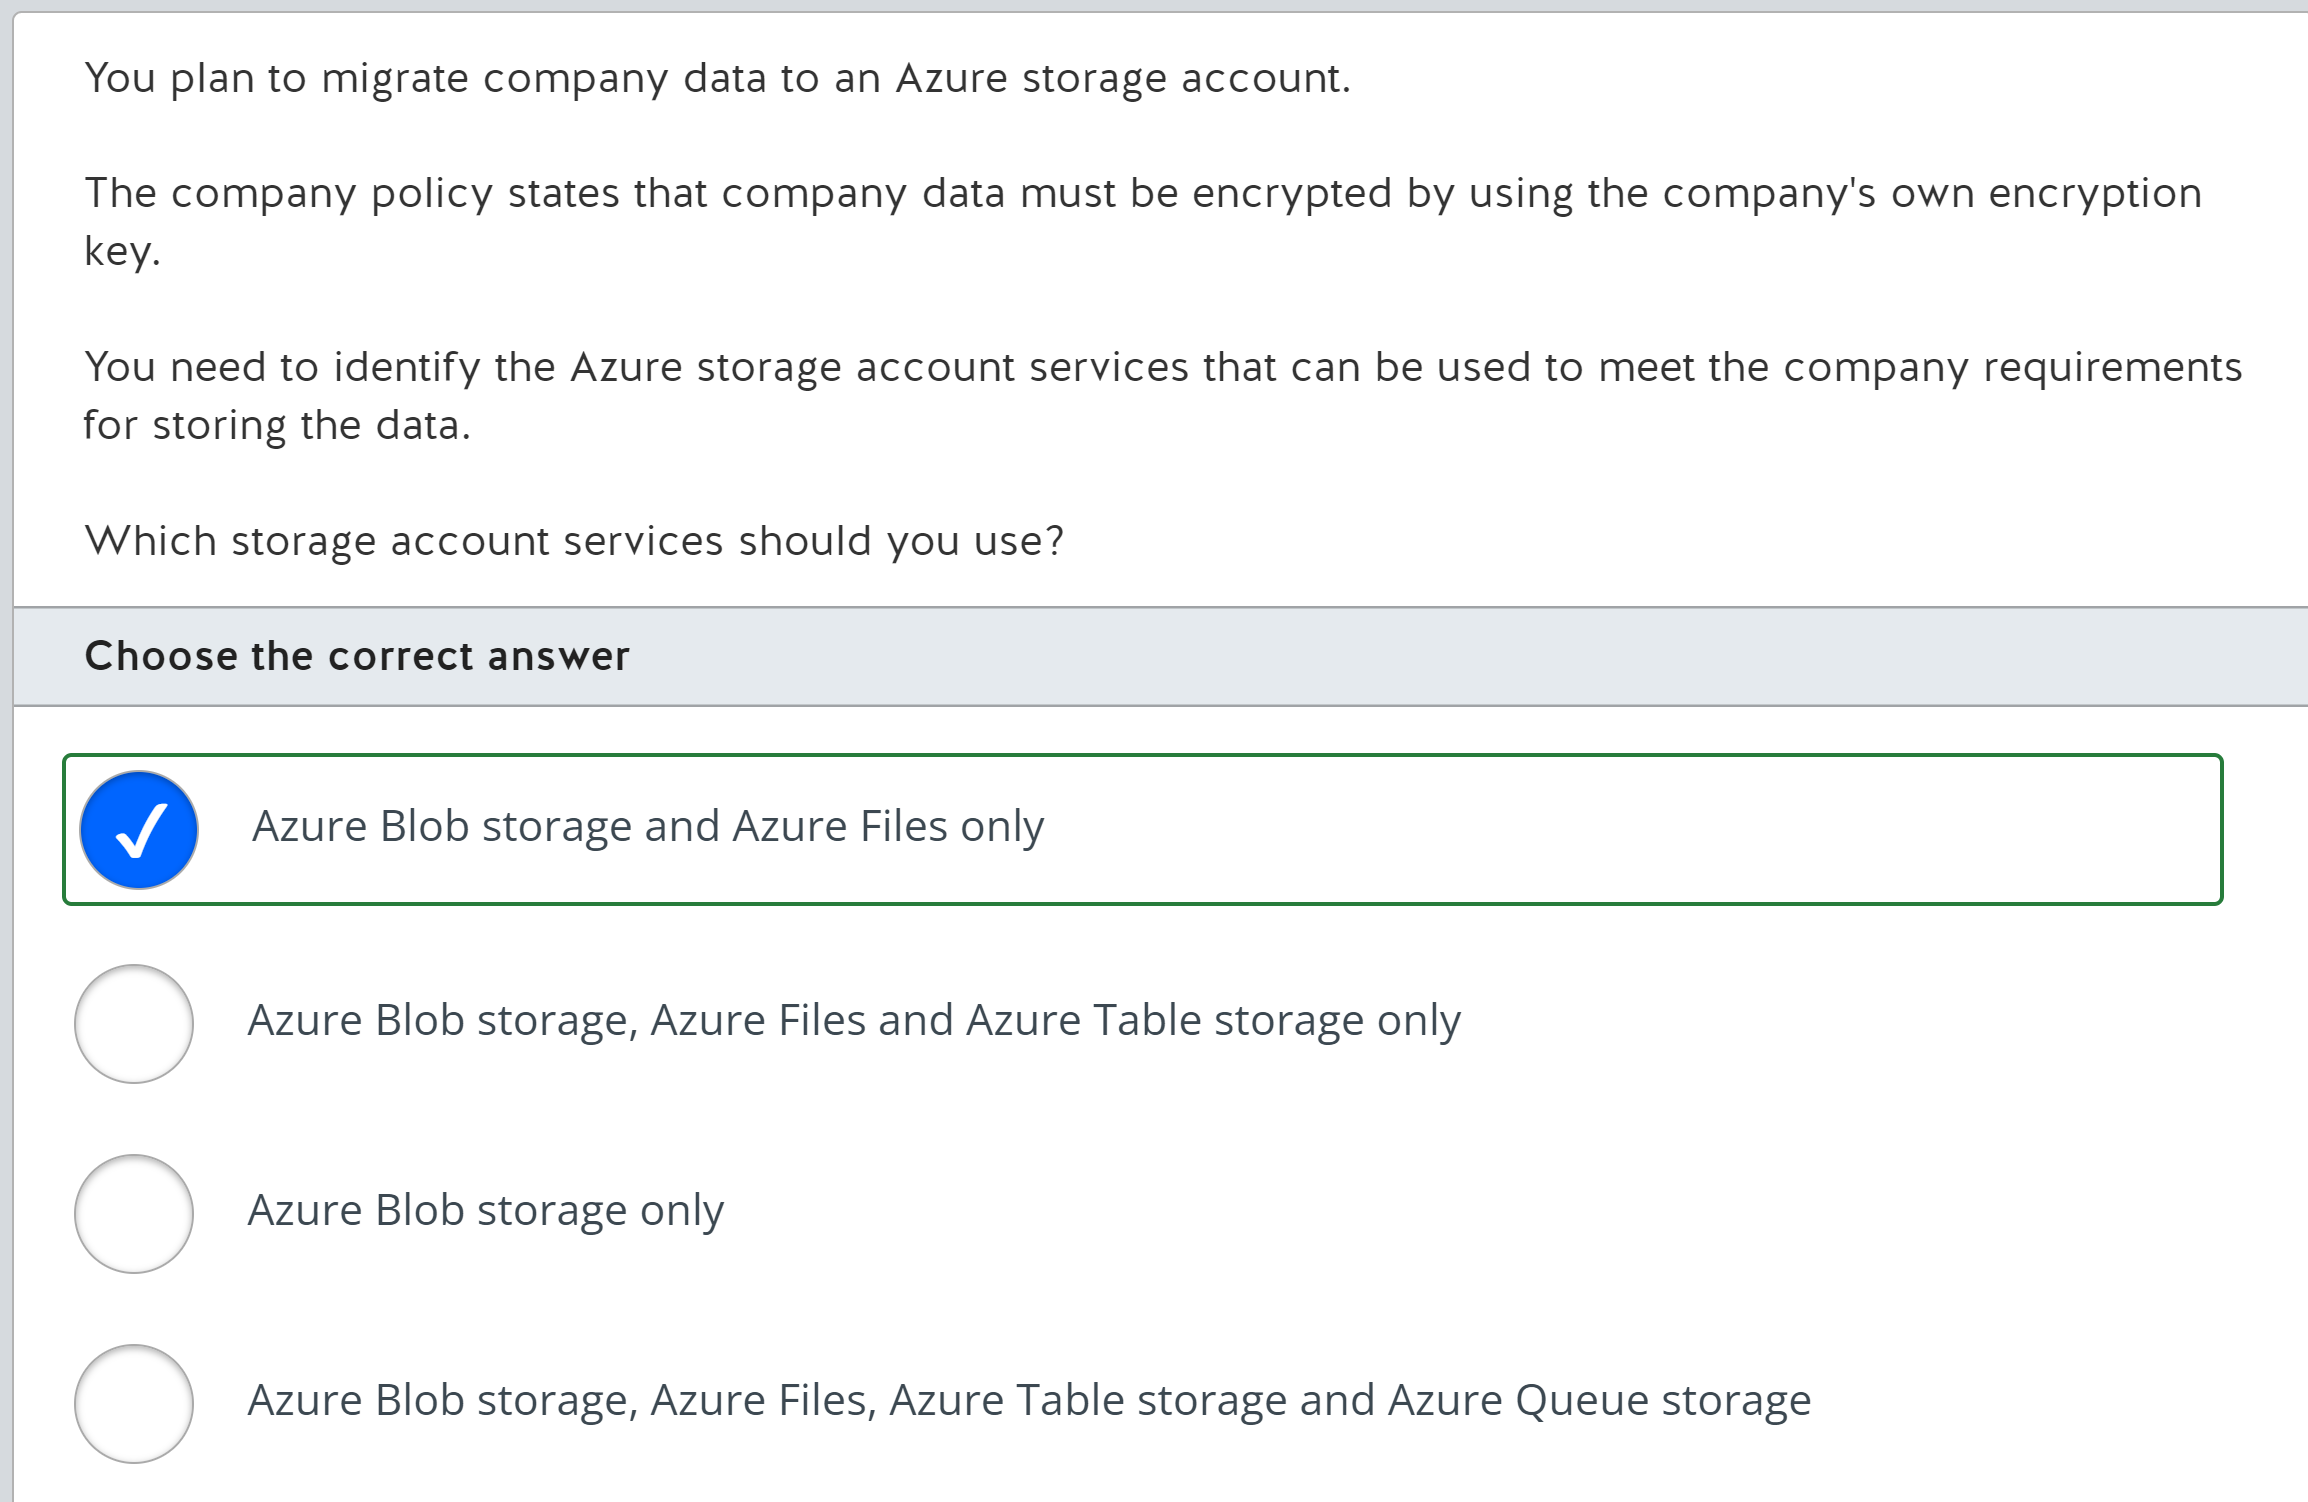 You plan to migrate company data to an Azure storage account.
The company policy states that company data must be encrypted by using the company's own encryption
key.
You need to identify the Azure storage account services that can be used to meet the company requirements
for storing the data.
Which storage account services should you use?
Choose the correct answer
Azure Blob storage and Azure Files only
Azure Blob storage, Azure Files and Azure Table storage only
Azure Blob storage only
Azure Blob storage, Azure Files, Azure Table storage and Azure Queue storage